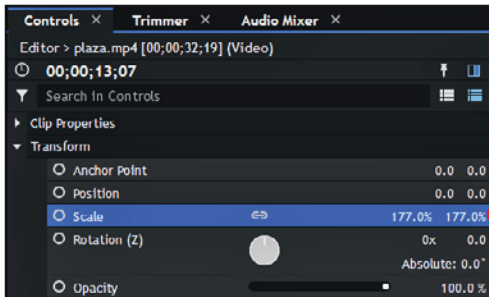 Controls × Trimmer × Audio Mixer ×
Editor > plaza.mp4 [00;00;32;19] (Video)
00;00;13;07
Search in Controls
Clip Properties
Transform
Anchor Point 0.0 0.0
Position 0.0 0.0
Scale 177.0% 177.0%
Rotation (Z) 0x 0.0
Absolute: 0.0°
Opacity 100.0 %